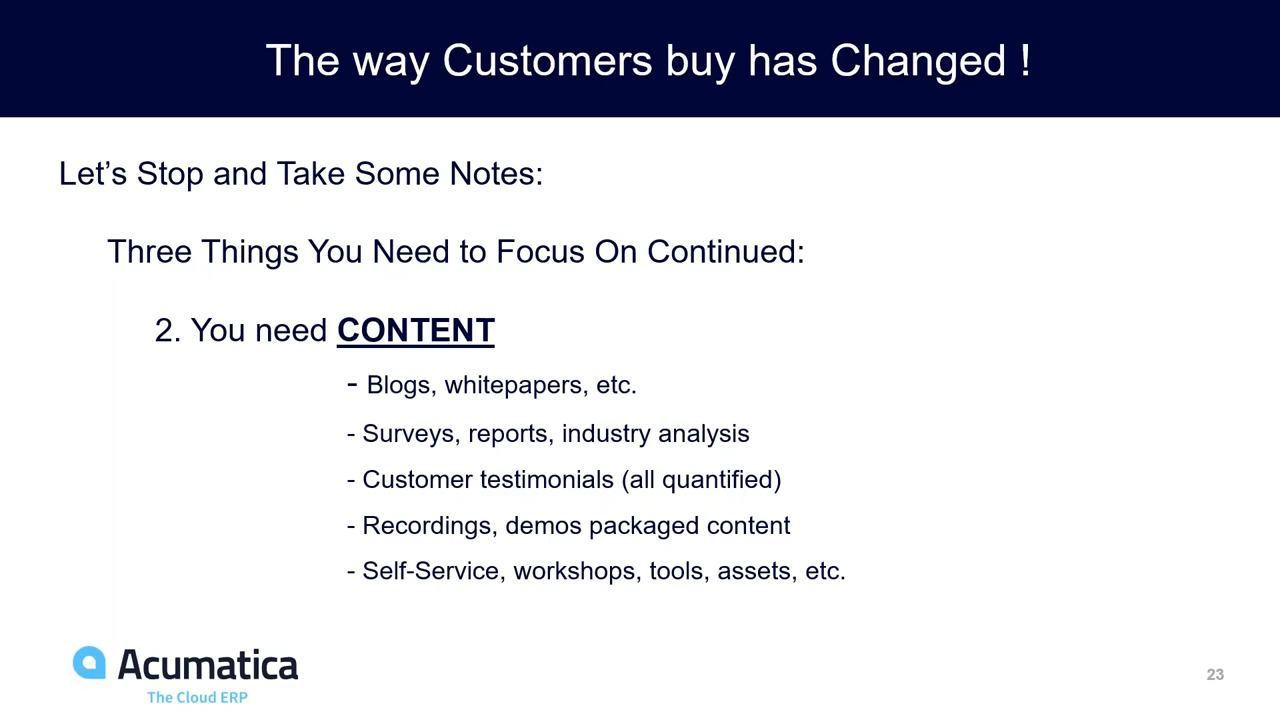 The way Customers buy has Changed !
Let’s Stop and Take Some Notes:
Three Things You Need to Focus On Continued:
2. You need CONTENT
- Blogs, whitepapers, etc.
- Surveys, reports, industry analysis
- Customer testimonials (all quantified)
- Recordings, demos packaged content
- Self-Service, workshops, tools, assets, etc.
Acumatica
The Cloud ERP
23